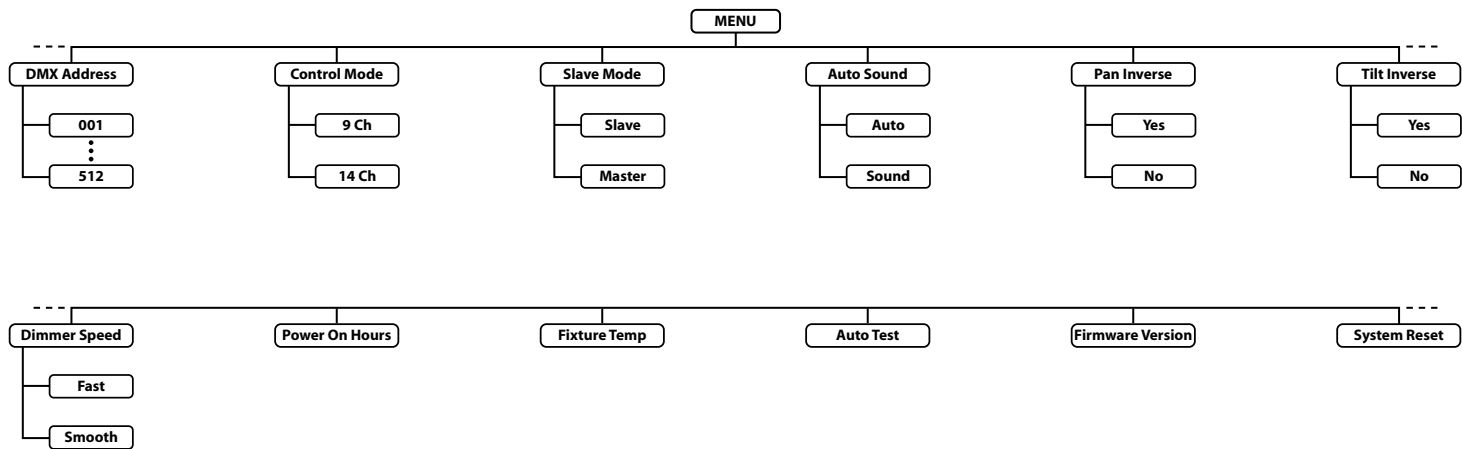 MENU
DMX Address
Control Mode
Slave Mode
Auto Sound
Pan Inverse
Tilt Inverse
001
9 Ch
Slave
Auto
Yes
Yes
512
14 Ch
Master
Sound
No
No
Dimmer Speed
Power On Hours
Fixture Temp
Auto Test
Firmware Version
System Reset
Fast
Smooth